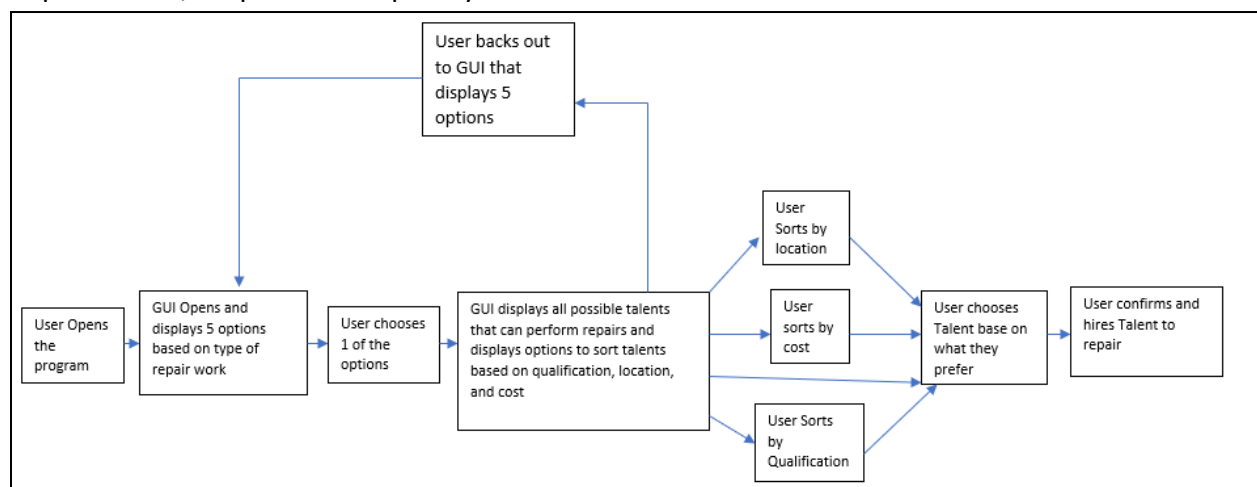 User backs out
to GUI that
displays 5
options
User
Sorts by
location
User Opens
the
program
GUI Opens and
displays 5 options
based on type of
repair work
User chooses
1 of the
options
GUI displays all possible talents
that can perform repairs and
displays options to sort talents
based on qualification, location,
and cost
User
sorts by
cost
User Sorts
by
Qualification
User chooses
Talent base on
what they
prefer
User confirms and
hires Talent to
repair